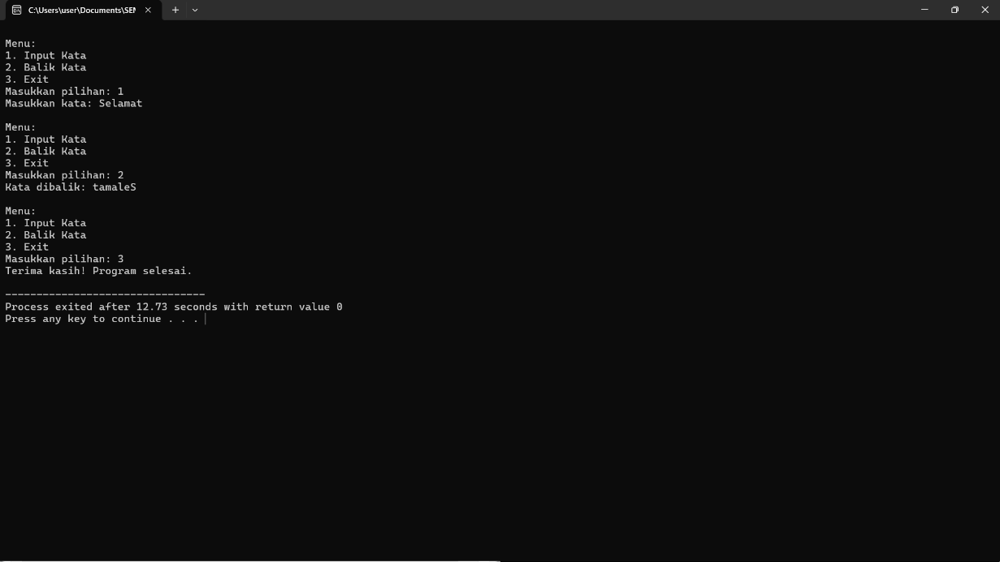 C:\Users\user\Documents\SEM
Menu:
1. Input Kata
2. Balik Kata
3. Exit
Masukkan pilihan: 1
Masukkan kata: Selamat
Menu:
1. Input Kata
2. Balik Kata
3. Exit
Masukkan pilihan: 2
Kata dibalik: tamaleS
Menu:
1. Input Kata
2. Balik Kata
3. Exit
Masukkan pilihan: 3
Terima kasih! Program selesai.
--------------------------------
Process exited after 12.73 seconds with return value 0
Press any key to continue . . .